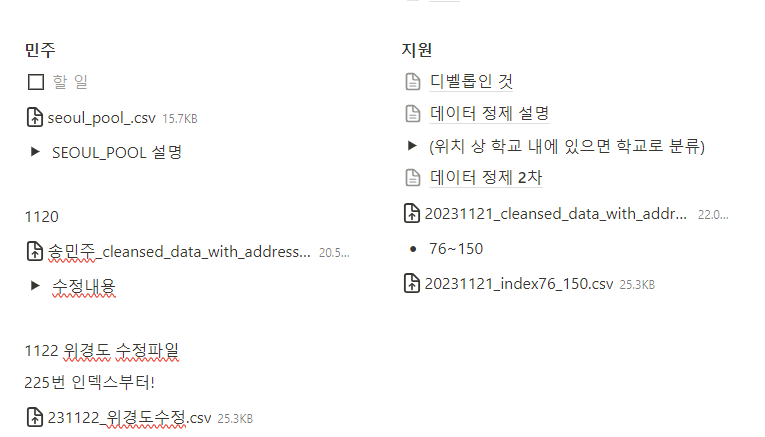 민주
할 일
seoul_pool_.csv 15.7KB
SEOUL_POOL 설명
1120
송민주_cleansed_data_with_address... 20.5...
수정내용
1122 위경도 수정파일
225번 인덱스부터!
231122_위경도수정.csv 25.3KB
지원
디벨롭인 것
데이터 정제 설명
(위치 상 학교 내에 있으면 학교로 분류)
데이터 정제 2차
20231121_cleansed_data_with_addr... 22.0...
76~150
20231121_index76_150.csv 25.3KB